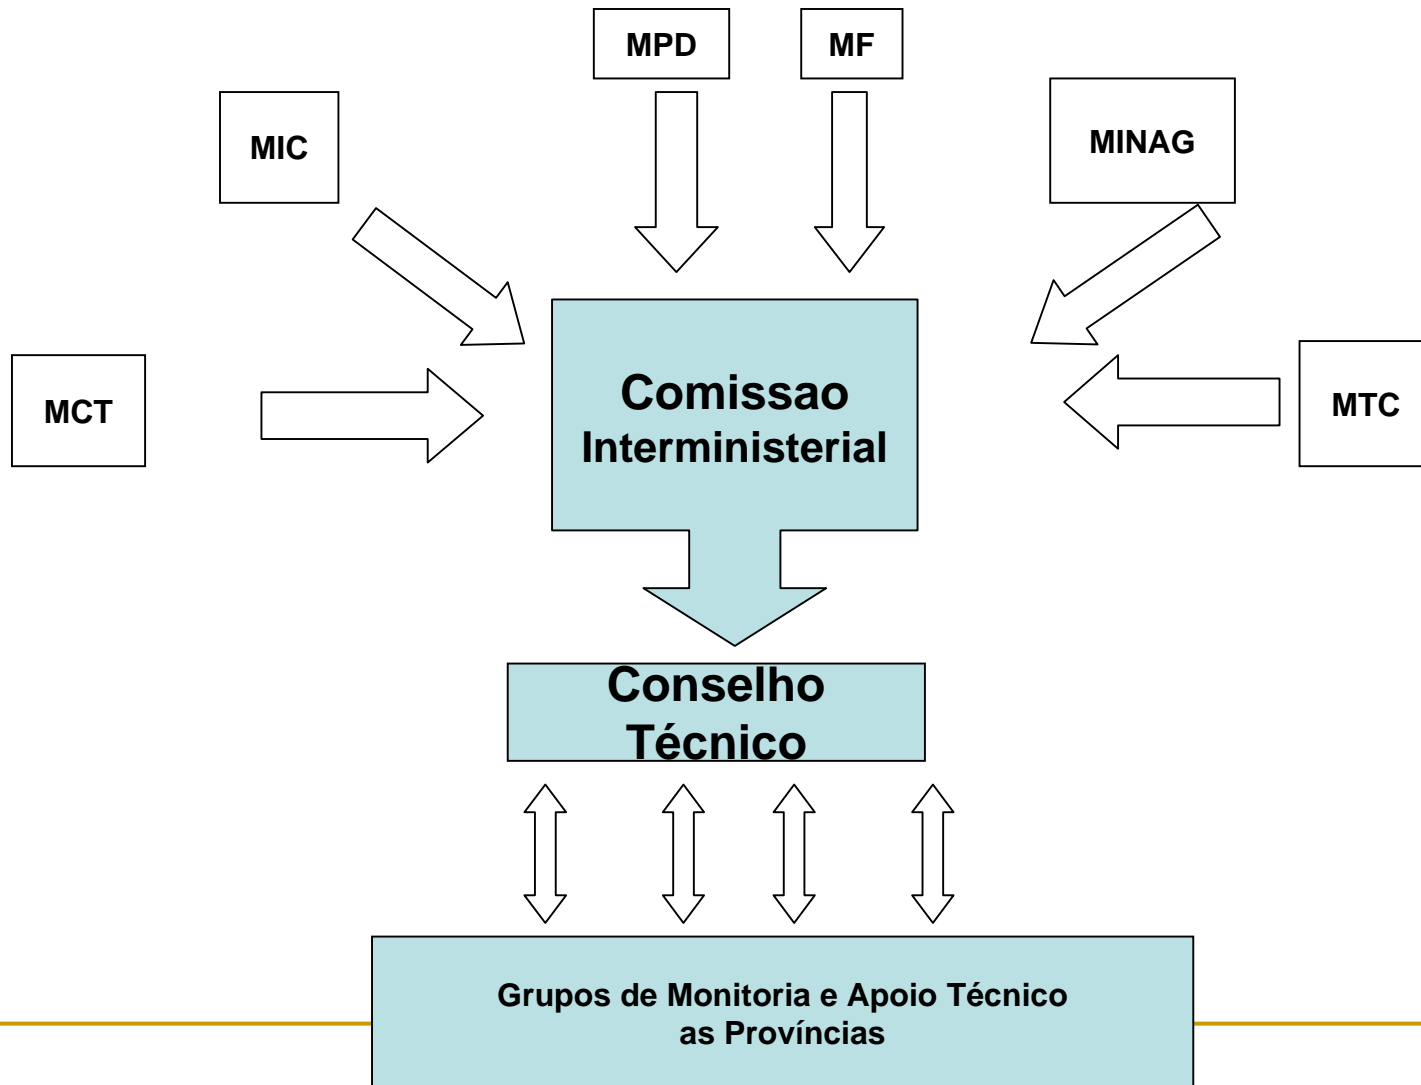 MPD
MF
MIC
MINAG
MCT
MTC
Comissao
Interministerial
Conselho
Técnico
Grupos de Monitoria e Apoio Técnico
as Províncias